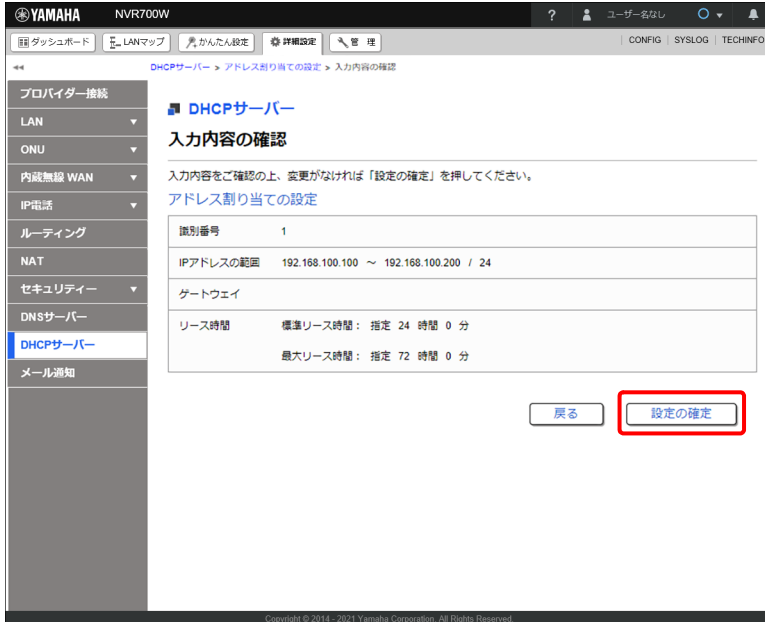 YAMAHA NVR700W ? ユーザー名なし
ダッシュボード LANマップ かんたん設定 詳細設定 管 理 CONFIG SYSLOG TECHINFO
DHCPサーバー > アドレス割り当ての設定 > 入力内容の確認
プロバイダー接続
LAN
ONU
内蔵無線 WAN
IP電話
ルーティング
NAT
セキュリティー
DNSサーバー
DHCPサーバー
メール通知
DHCPサーバー
入力内容の確認
入力内容をご確認の上、変更がなければ「設定の確定」を押してください。
アドレス割り当ての設定
識別番号 1
IPアドレスの範囲 192.168.100.100 ～ 192.168.100.200 / 24
ゲートウェイ
リース時間 標準リース時間： 指定 24 時間 0 分
最大リース時間： 指定 72 時間 0 分
戻る 設定の確定
Copyright © 2014 - 2021 Yamaha Corporation. All Rights Reserved.